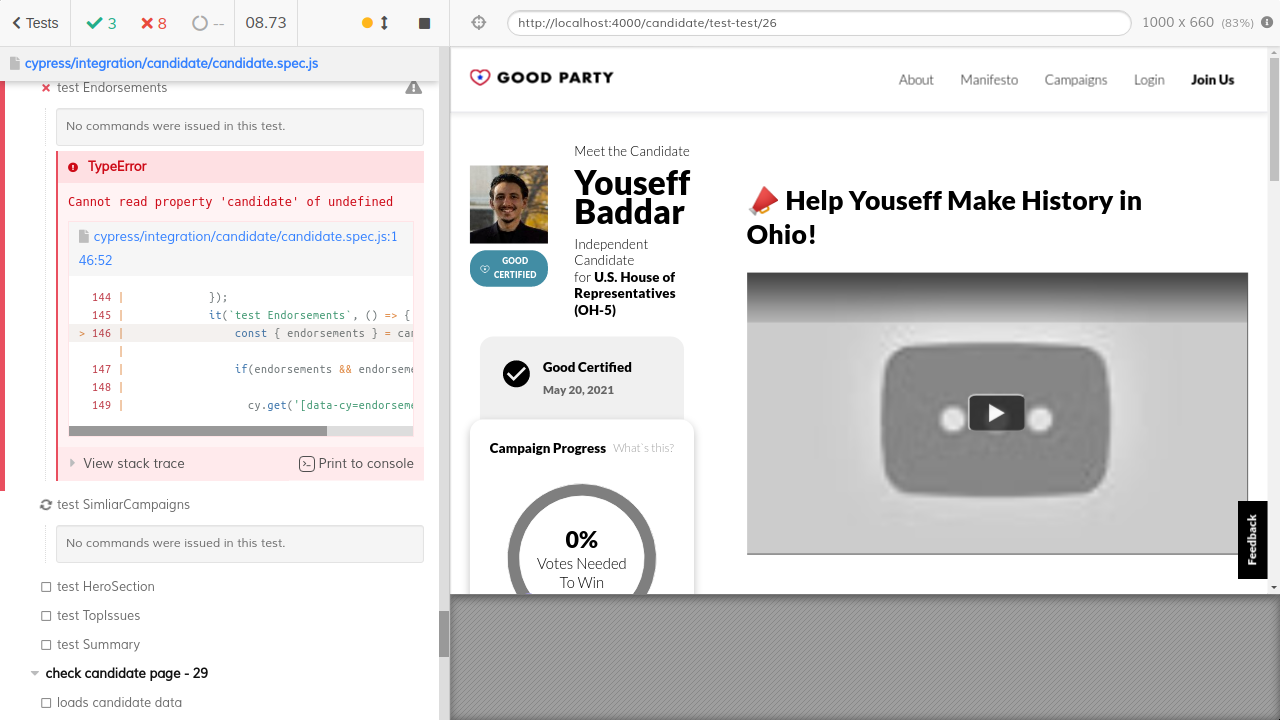 Tests
3
8
--
08.73
http://localhost:4000/candidate/test-test/26
1000 x 660 (83%)
cypress/integration/candidate/candidate.spec.js
test Endorsements
No commands were issued in this test.
TypeError
Cannot read property 'candidate' of undefined
cypress/integration/candidate/candidate.spec.js:1
46:52
144 | });
145 | it(`test Endorsements`, () => {
> 146 | const { endorsements } = can
|
147 | if(endorsements && endorseme
148 |
149 | cy.get('[data-cy=endorseme
View stack trace
Print to console
test SimliarCampaigns
No commands were issued in this test.
test HeroSection
test TopIssues
test Summary
check candidate page - 29
loads candidate data
GOOD PARTY
About
Manifesto
Campaigns
Login
Join Us
Meet the Candidate
Youseff
Baddar
GOOD
CERTIFIED
Independent
Candidate
for U.S. House of
Representatives
(OH-5)
Good Certified
May 20, 2021
Campaign Progress What's this?
0%
Votes Needed
To Win
Help Youseff Make History in
Ohio!
Feedback